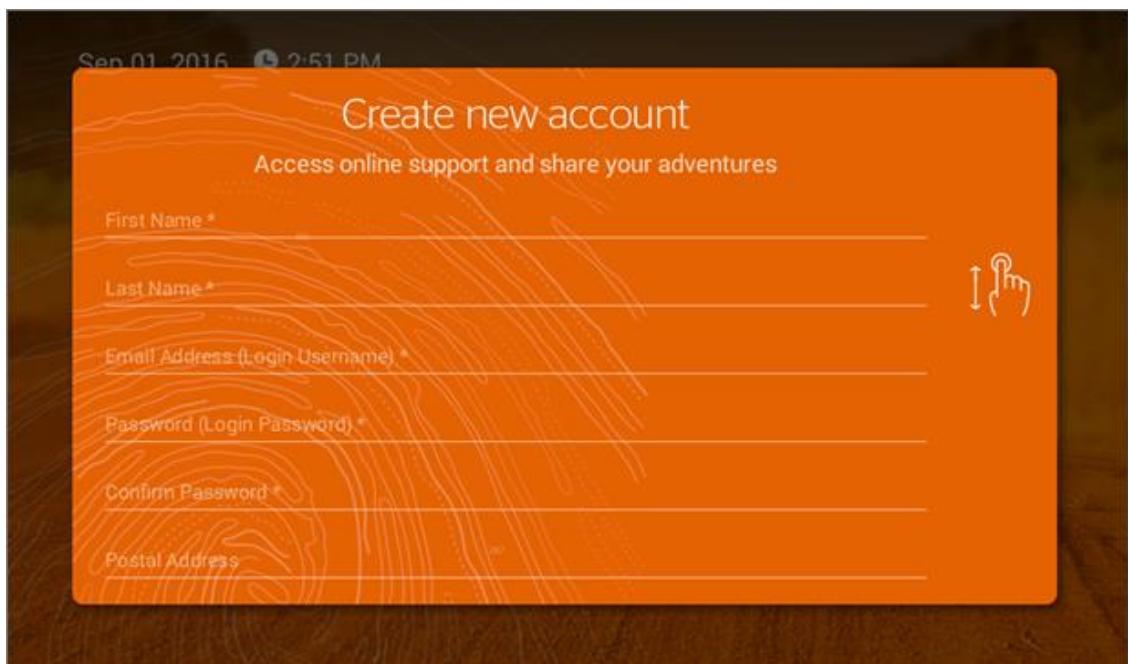 Sep 01, 2016 2:51 PM
Create new account
Access online support and share your adventures
First Name *
Last Name *
Email Address (Login Username) *
Password (Login Password) *
Confirm Password *
Postal Address